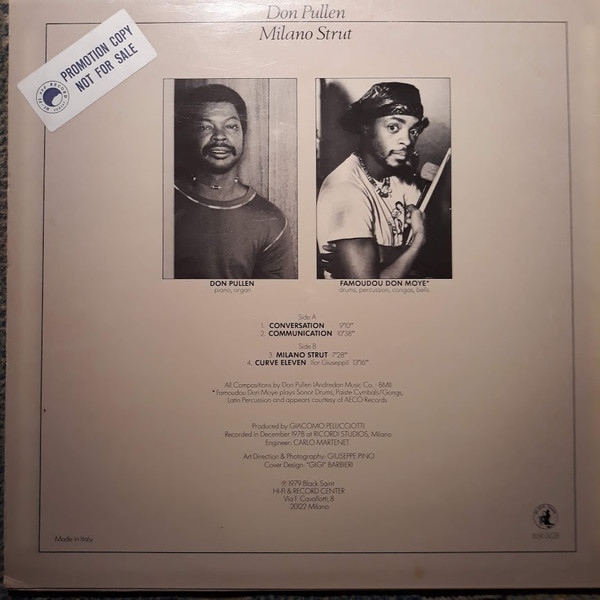 Don Pullen
Milano Strut
PROMOTION COPY
NOT FOR SALE
DON PULLEN
piano, organ
FAMOUDOU DON MOYE*
drums, percussion, congas, bells
Side A
1. CONVERSATION 9'10"
2. COMMUNICATION 10'38"
Side B
3. MILANO STRUT 7'28"
4. CURVE ELEVEN (for Giuseppi) 13'16"
All Compositions by Don Pullen (Andredon Music Co. - BMI)
* Famoudou Don Moye plays Sonor Drums, Paiste Cymbals/Gongs,
Latin Percussion and appears courtesy of AECO Records
Produced by GIACOMO PELLICCIOTTI
Recorded in December 1978 at RICORDI STUDIOS, Milano
Engineer: CARLO MARTENET
Art Direction & Photography: GIUSEPPE PINO
Cover Design: "GIGI" BARBIERI
℗ 1979 Black Saint
HI-FI & RECORD CENTER
Via F. Cavallotti, 8
20122 Milano
Made in Italy